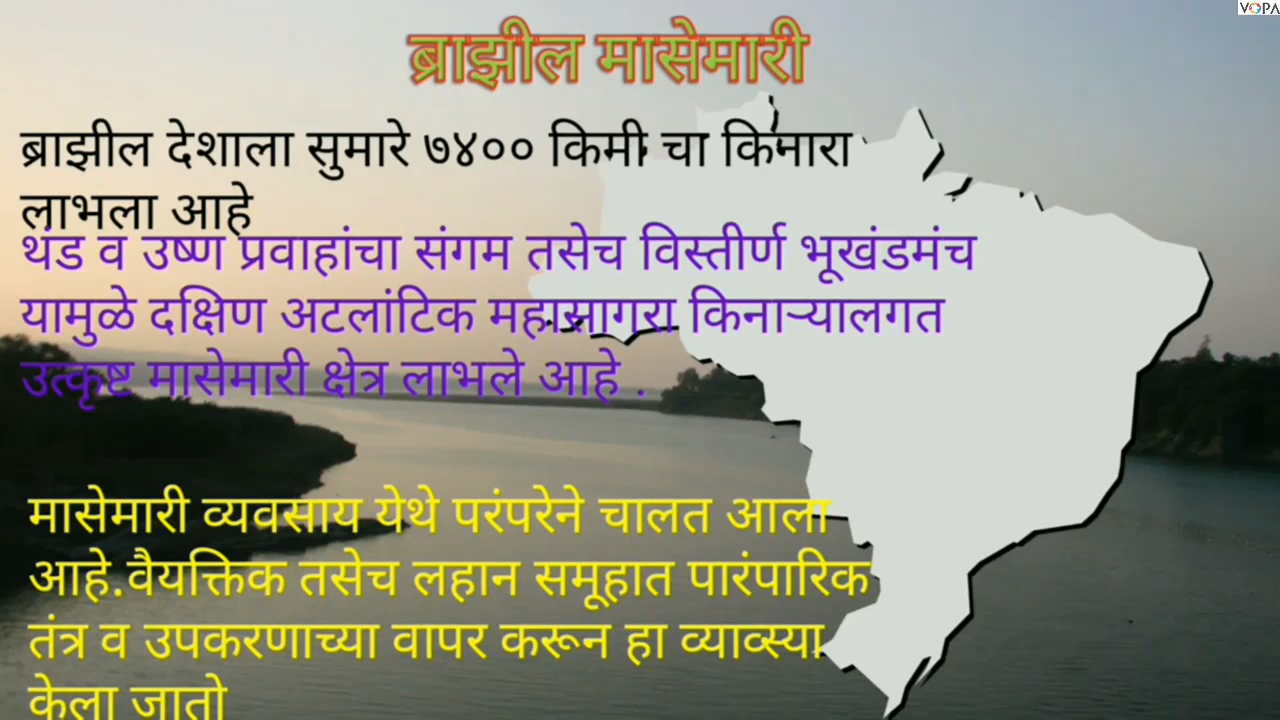 VOPA
ब्राझील मासेमारी
ब्राझील देशाला सुमारे ७४०० किमी चा किनारा
लाभला आहे
थंड व उष्ण प्रवाहांचा संगम तसेच विस्तीर्ण भूखंडमंच
यामुळे दक्षिण अटलांटिक महासागरा किनाऱ्यालगत
उत्कृष्ट मासेमारी क्षेत्र लाभले आहे .
मासेमारी व्यवसाय येथे परंपरेने चालत आला
आहे.वैयक्तिक तसेच लहान समूहात पारंपारिक
तंत्र व उपकरणाच्या वापर करून हा व्याव्स्या
केला जातो